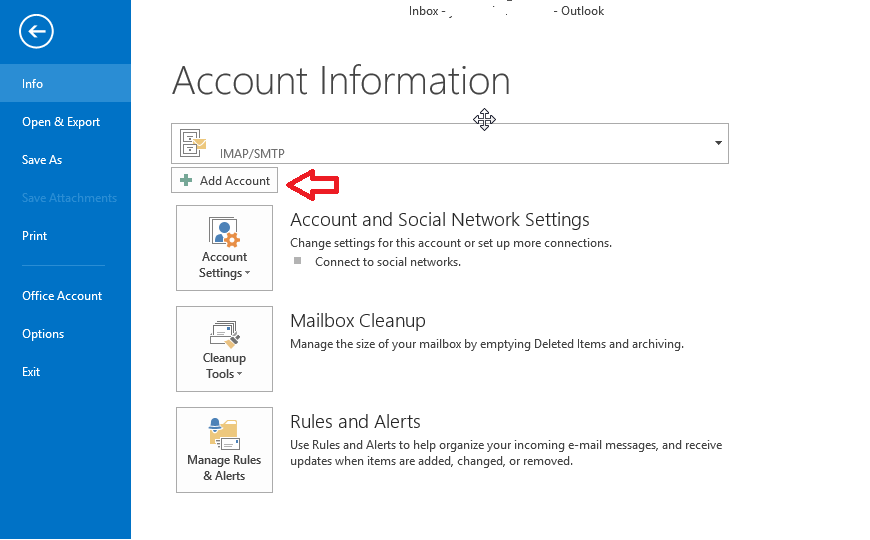 Inbox - - Outlook
Account Information
Info
Open & Export
Save As
Save Attachments
Print
Office Account
Options
Exit
IMAP/SMTP
Add Account
Account
Settings
Account and Social Network Settings
Change settings for this account or set up more connections.
Connect to social networks.
Cleanup
Tools
Mailbox Cleanup
Manage the size of your mailbox by emptying Deleted Items and archiving.
Manage Rules
& Alerts
Rules and Alerts
Use Rules and Alerts to help organize your incoming e-mail messages, and receive
updates when items are added, changed, or removed.